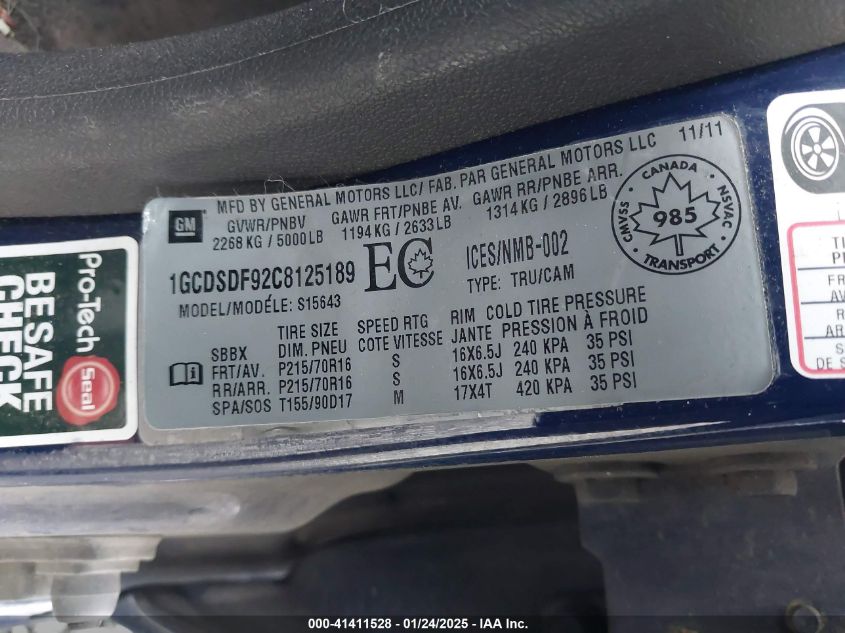 MFD BY GENERAL MOTORS LLC/ FAB. PAR GENERAL MOTORS LLC 11/11
GM
GVWR/PNBV GAWR FRT/PNBE AV. GAWR RR/PNBE ARR.
2268 KG / 5000 LB 1194 KG / 2633 LB 1314 KG / 2896 LB
1GCDSDF92C8125189 EC ICES/NMB-002
MODEL/MODÈLE: S15643 TYPE: TRU/CAM
CANADA
CMVSS 985 NSVAC
TRANSPORT
TIRE SIZE SPEED RTG RIM COLD TIRE PRESSURE
SBBX DIM. PNEU COTE VITESSE JANTE PRESSION À FROID
FRT/AV. P215/70R16 S 16X6.5J 240 KPA 35 PSI
RR/ARR. P215/70R16 S 16X6.5J 240 KPA 35 PSI
SPA/SOS T155/90D17 M 17X4T 420 KPA 35 PSI
Pro-Tech
Seal
BE SAFE
CHECK
DE S
000-41411528 - 01/24/2025 - IAA Inc.